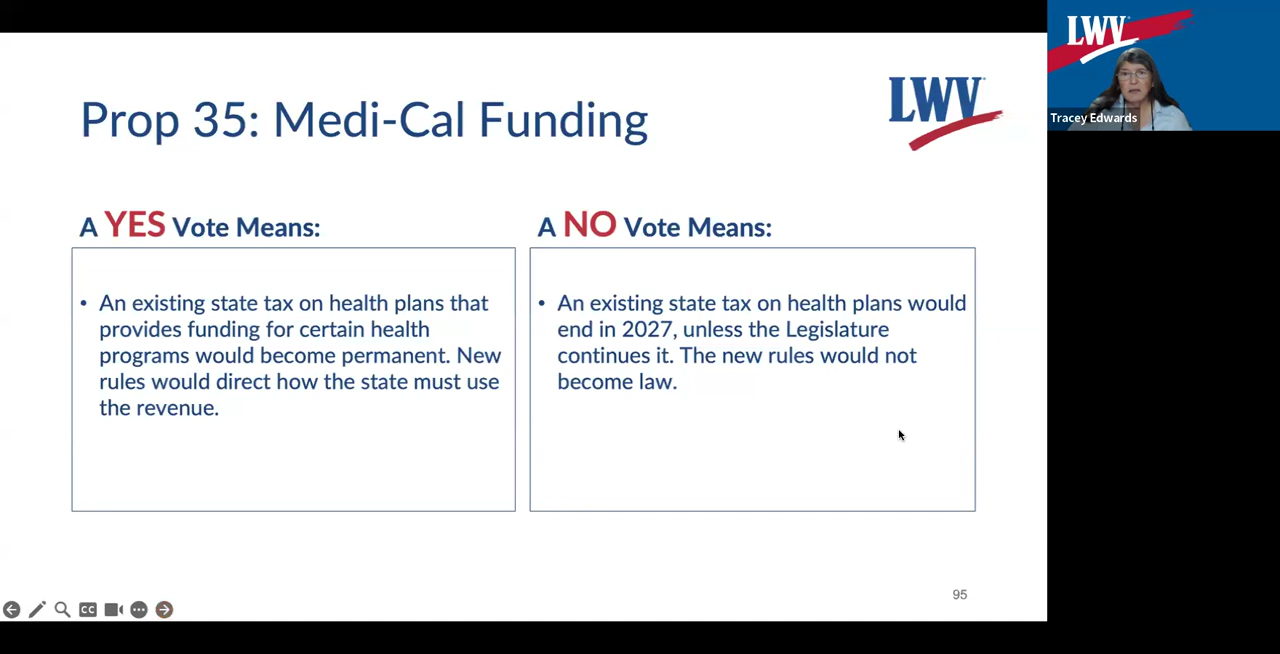 Prop 35: Medi-Cal Funding
LWV
A YES Vote Means:
• An existing state tax on health plans that
provides funding for certain health
programs would become permanent. New
rules would direct how the state must use
the revenue.
A NO Vote Means:
• An existing state tax on health plans would
end in 2027, unless the Legislature
continues it. The new rules would not
become law.
95
CC
LWV
Tracey Edwards